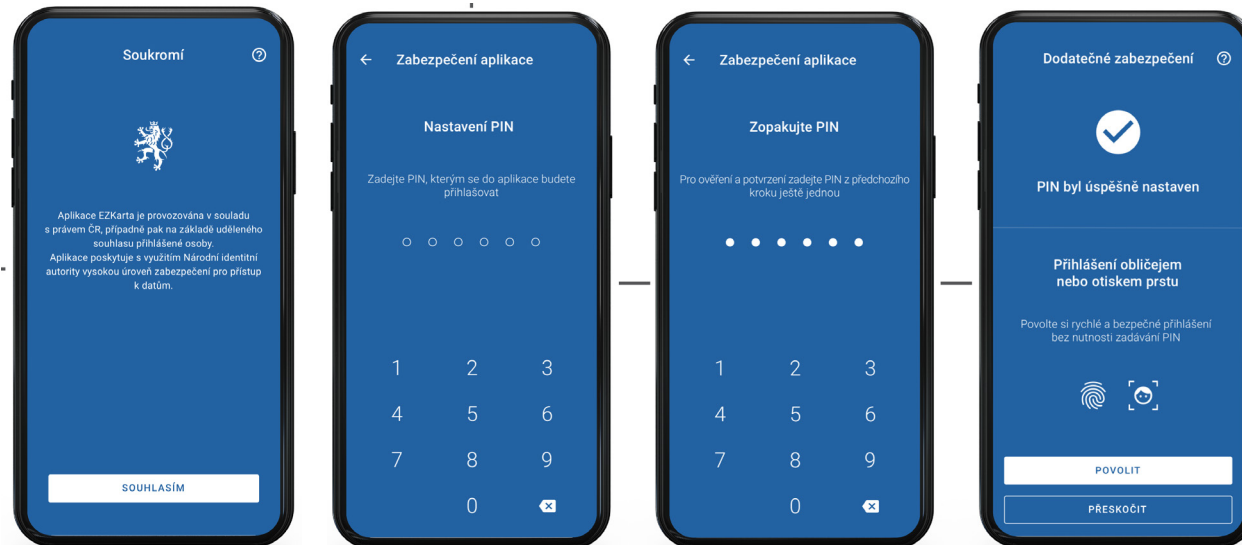 Soukromí
Aplikace EZKarta je provozována v souladu
s právem ČR, případně pak na základě uděleného
souhlasu přihlášené osoby.
Aplikace poskytuje s využitím Národní identitní
autority vysokou úroveň zabezpečení pro přístup
k datům.
SOUHLASÍM
Zabezpečení aplikace
Nastavení PIN
Zadejte PIN, kterým se do aplikace budete
přihlašovat
1 2 3
4 5 6
7 8 9
0
Zabezpečení aplikace
Zopakujte PIN
Pro ověření a potvrzení zadejte PIN z předchozího
kroku ještě jednou
1 2 3
4 5 6
7 8 9
0
Dodatečné zabezpečení
PIN byl úspěšně nastaven
Přihlášení obličejem
nebo otiskem prstu
Povolte si rychlé a bezpečné přihlášení
bez nutnosti zadávání PIN
POVOLIT
PŘESKOČIT